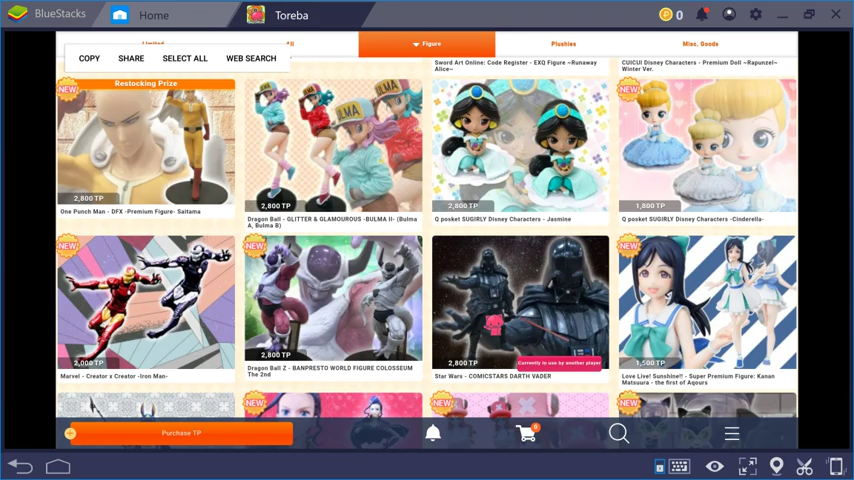 BlueStacks
Home
Toreba
0
Limited
All
Figure
Plushies
Misc. Goods
COPY
SHARE
SELECT ALL
WEB SEARCH
Sword Art Online: Code Register - EXQ Figure ~Runaway
Alice~
CUICUI Disney Characters - Premium Doll ~Rapunzel~
Winter Ver.
NEW
Restocking Prize
2,800 TP
One Punch Man - DFX -Premium Figure- Saitama
2,800 TP
Dragon Ball - GLITTER & GLAMOUROUS -BULMA II- (Bulma
A, Bulma B)
2,800 TP
Q posket SUGIRLY Disney Characters - Jasmine
NEW
1,800 TP
Q posket SUGIRLY Disney Characters -Cinderella-
NEW
2,000 TP
Marvel - Creator x Creator -Iron Man-
NEW
2,800 TP
Dragon Ball Z - BANPRESTO WORLD FIGURE COLOSSEUM
The 2nd
2,800 TP
Currently in use by another player
Star Wars - COMICSTARS DARTH VADER
NEW
1,500 TP
Love Live! Sunshine!! - Super Premium Figure: Kanan
Matsuura - the first of Aqours
NEW
NEW
NEW
Purchase TP
0